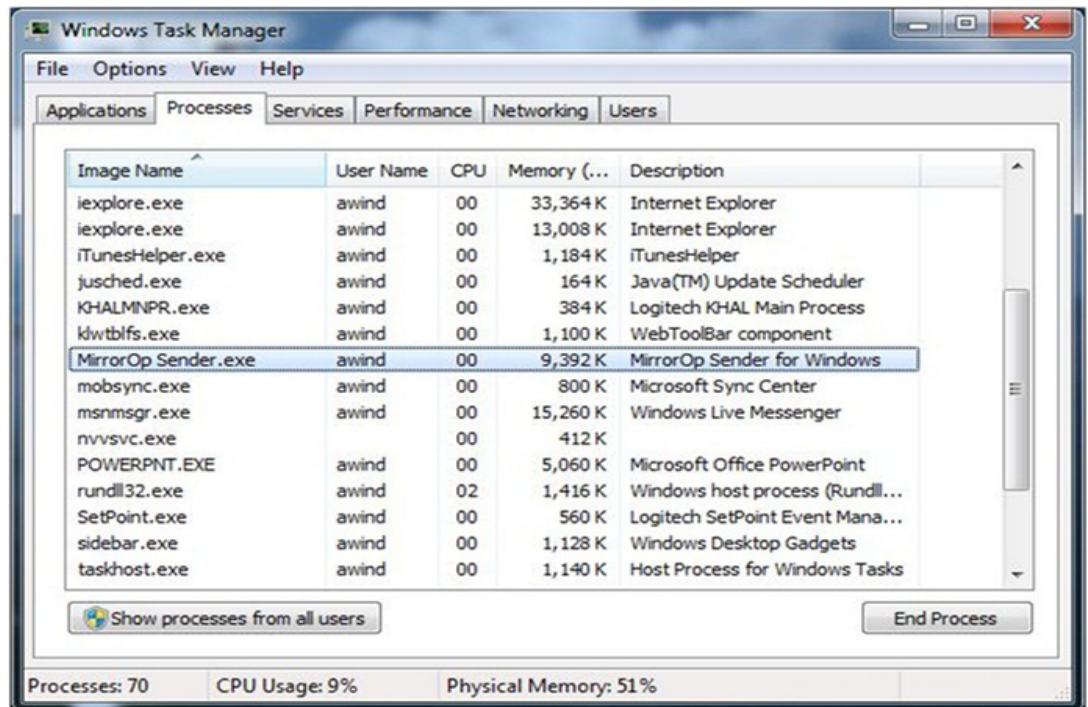 Windows Task Manager
File Options View Help
Applications Processes Services Performance Networking Users
Image Name User Name CPU Memory (... Description
iexplore.exe awind 00 33,364 K Internet Explorer
iexplore.exe awind 00 13,008 K Internet Explorer
iTunesHelper.exe awind 00 1,184 K iTunesHelper
jusched.exe awind 00 164 K Java(TM) Update Scheduler
KHALMNPR.exe awind 00 384 K Logitech KHAL Main Process
klwtblfs.exe awind 00 1,100 K WebToolBar component
MirrorOp Sender.exe awind 00 9,392 K MirrorOp Sender for Windows
mobsync.exe awind 00 800 K Microsoft Sync Center
msnmsgr.exe awind 00 15,260 K Windows Live Messenger
nvvsvc.exe 00 412 K
POWERPNT.EXE awind 00 5,060 K Microsoft Office PowerPoint
rundll32.exe awind 02 1,416 K Windows host process (Rundll...
SetPoint.exe awind 00 560 K Logitech SetPoint Event Mana...
sidebar.exe awind 00 1,128 K Windows Desktop Gadgets
taskhost.exe awind 00 1,140 K Host Process for Windows Tasks
Show processes from all users End Process
Processes: 70 CPU Usage: 9% Physical Memory: 51%